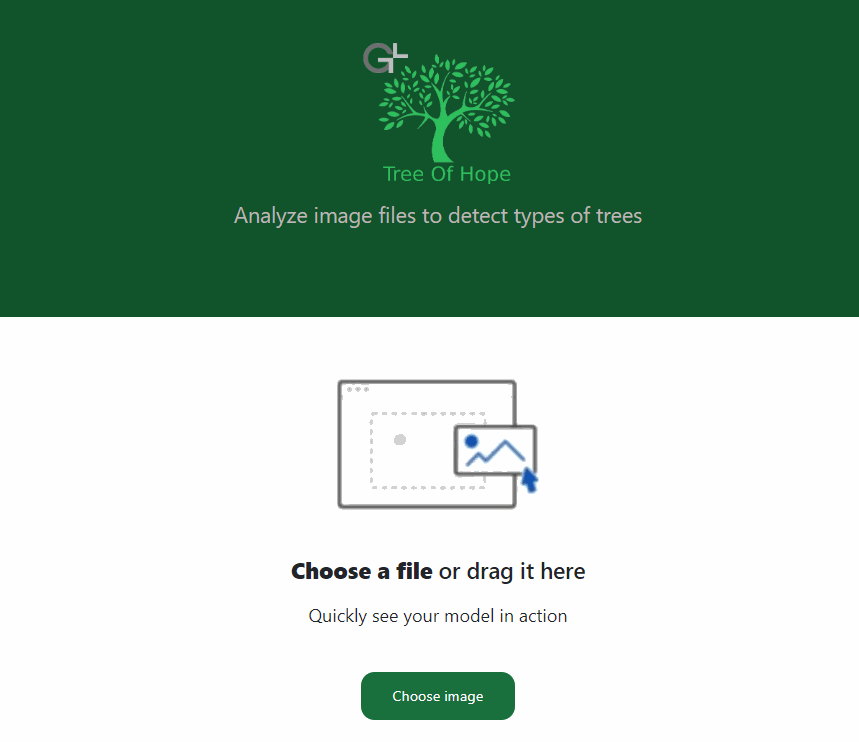 G+
Tree Of Hope
Analyze image files to detect types of trees
Choose a file or drag it here
Quickly see your model in action
Choose image